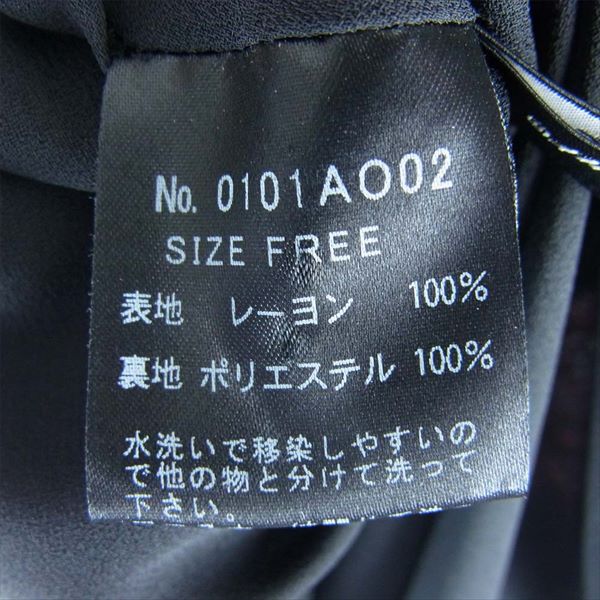 No. 0101AO02
SIZE FREE
表地 レーヨン 100%
裏地 ポリエステル 100%
水洗いで移染しやすいの
で他の物と分けて洗って
下さい。